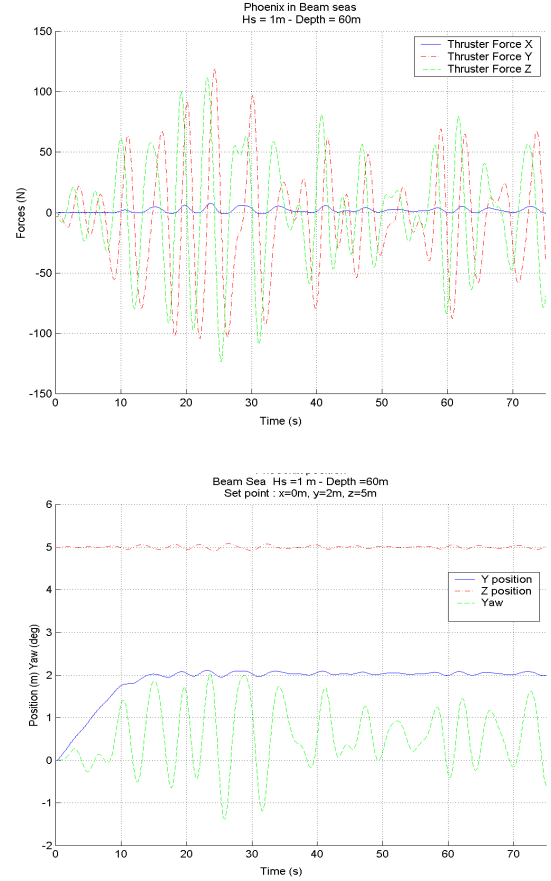 Phoenix in Beam seas
Hs = 1m - Depth = 60m
150
100
50
0
-50
-100
-150
Forces (N)
Thruster Force X
Thruster Force Y
Thruster Force Z
0 10 20 30 40 50 60 70
Time (s)
Beam Sea Hs =1 m - Depth =60m
Set point : x=0m, y=2m, z=5m
6
5
4
3
2
1
0
-1
-2
Position (m) Yaw (deg)
Y position
Z position
Yaw
0 10 20 30 40 50 60 70
Time (s)